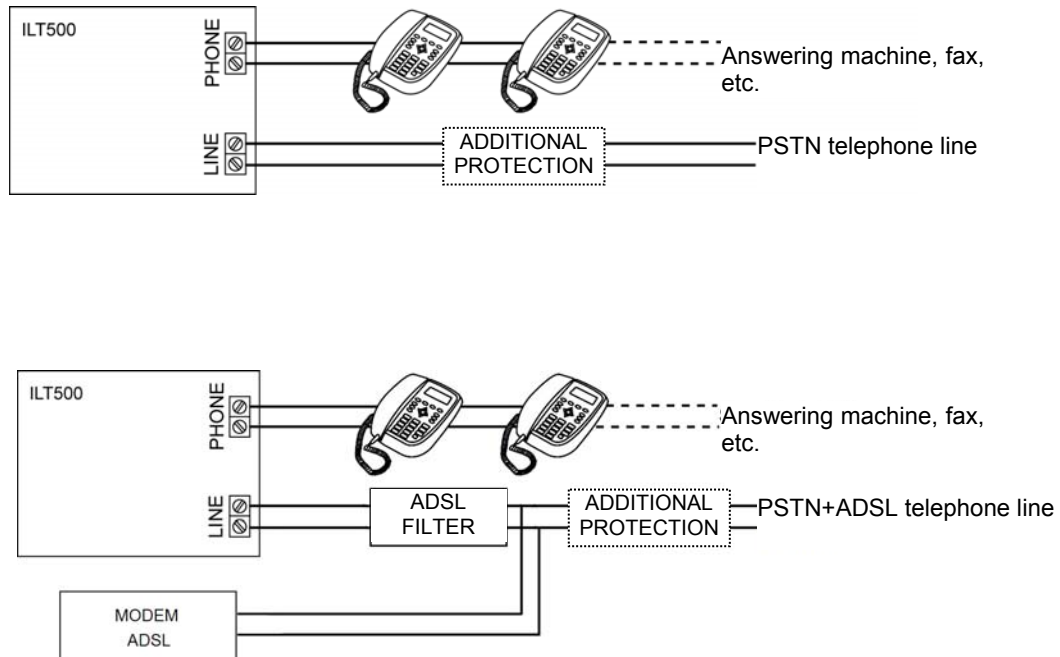 ILT500
PHONE
Answering machine, fax,
etc.
LINE
ADDITIONAL
PROTECTION
PSTN telephone line
ILT500
PHONE
Answering machine, fax,
etc.
LINE
ADSL
FILTER
ADDITIONAL
PROTECTION
PSTN+ADSL telephone line
MODEM
ADSL